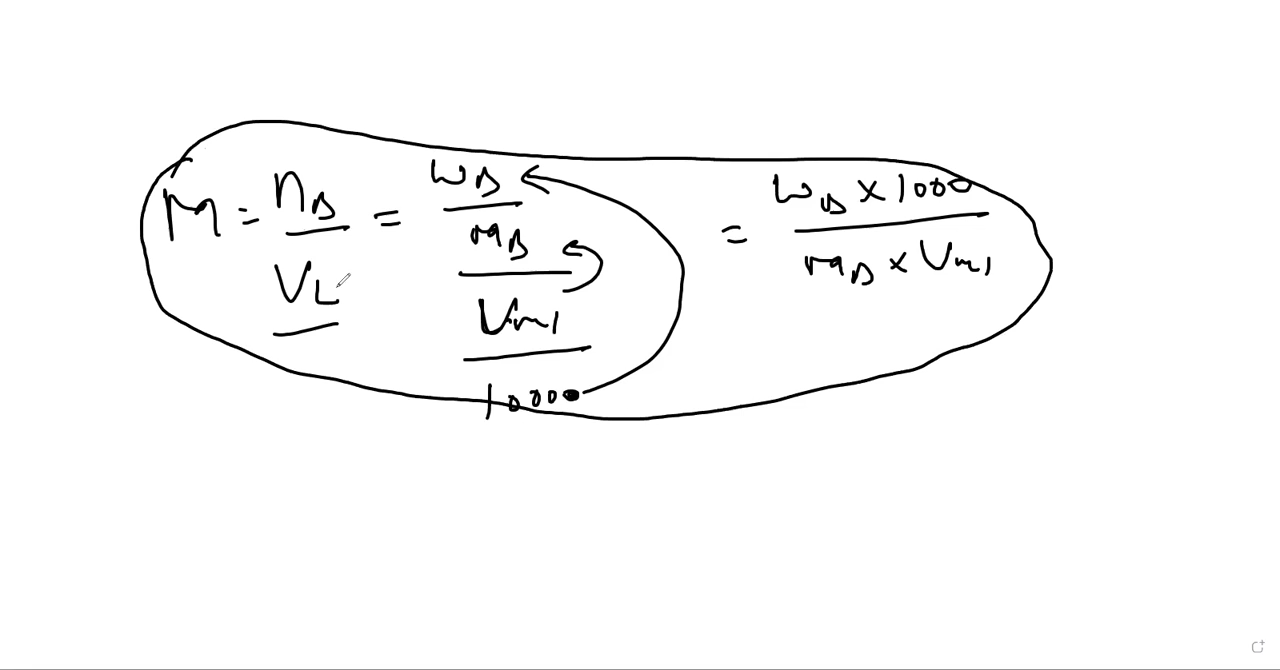 M = nB / VL = wB / mB / Vml / 1000 = wB × 1000 / mB × Vml